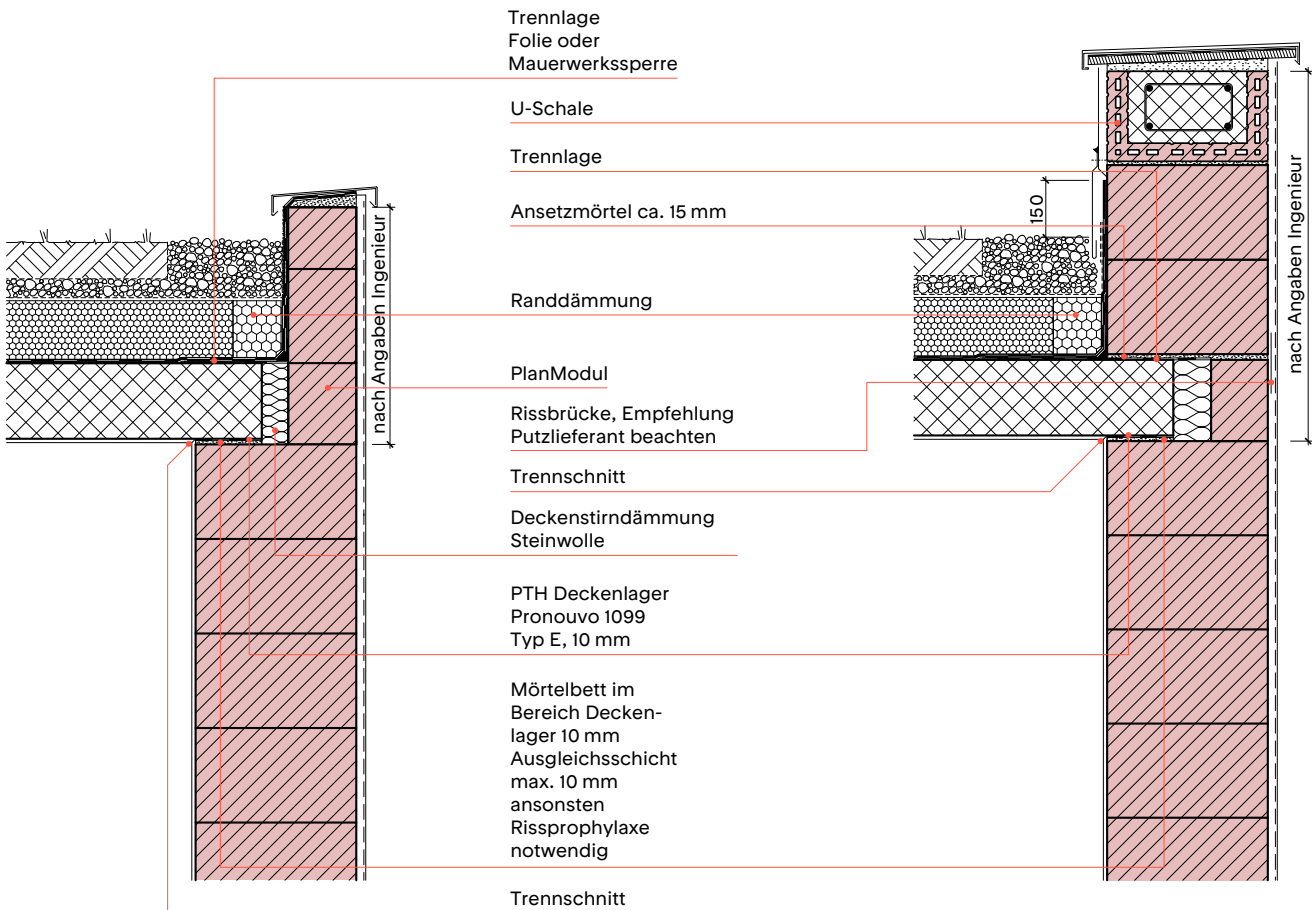 Trennlage
Folie oder
Mauerwerkssperre
U-Schale
Trennlage
Ansetzmörtel ca. 15 mm
Randdämmung
PlanModul
Rissbrücke, Empfehlung
Putzlieferant beachten
Trennschnitt
Deckenstirndämmung
Steinwolle
PTH Deckenlager
Pronouvo 1099
Typ E, 10 mm
Mörtelbett im
Bereich Decken-
lager 10 mm
Ausgleichsschicht
max. 10 mm
ansonsten
Rissprophylaxe
notwendig
Trennschnitt
nach Angaben Ingenieur
150
nach Angaben Ingenieur